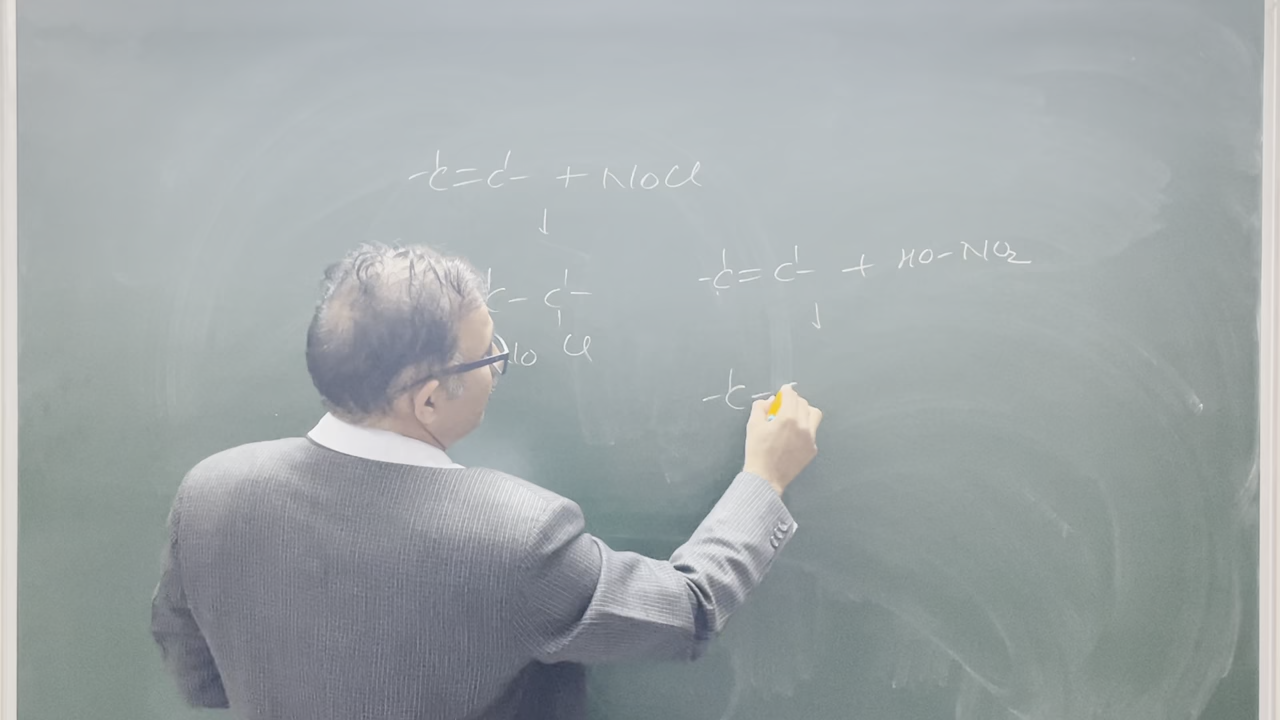 -C=C- + NOCl
↓
C-C-
NO Cl
-C=C- + HO-NO2
↓
-C-